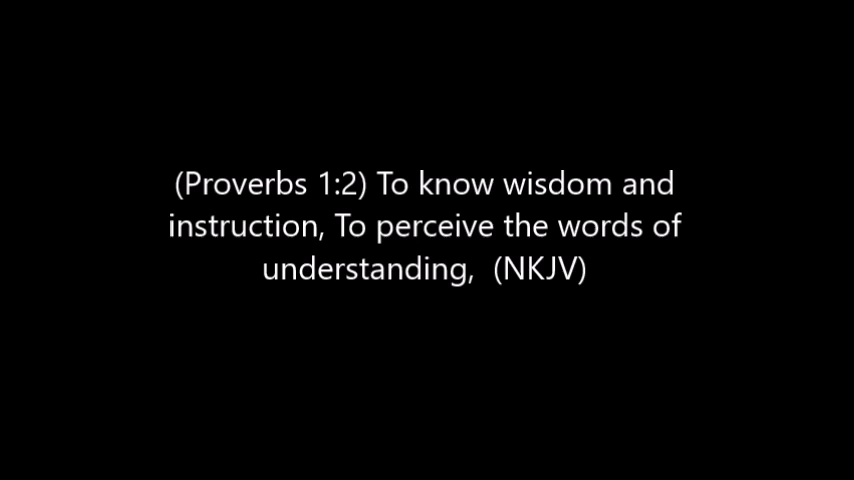 (Proverbs 1:2) To know wisdom and
instruction, To perceive the words of
understanding,  (NKJV)